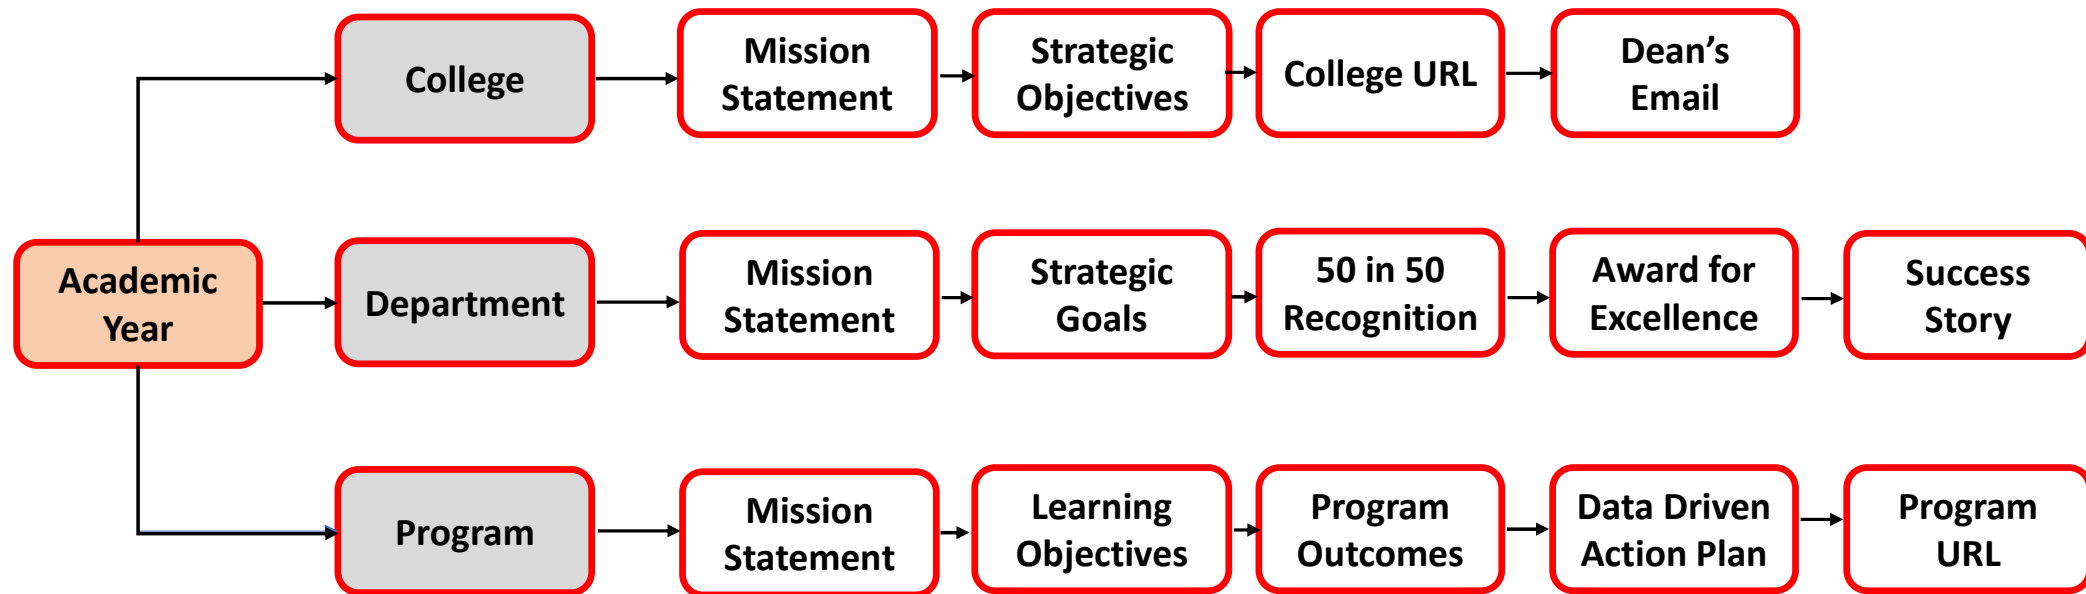 College
Mission
Statement
Strategic
Objectives
College URL
Dean’s
Email
Academic
Year
Department
Mission
Statement
Strategic
Goals
50 in 50
Recognition
Award for
Excellence
Success
Story
Program
Mission
Statement
Learning
Objectives
Program
Outcomes
Data Driven
Action Plan
Program
URL